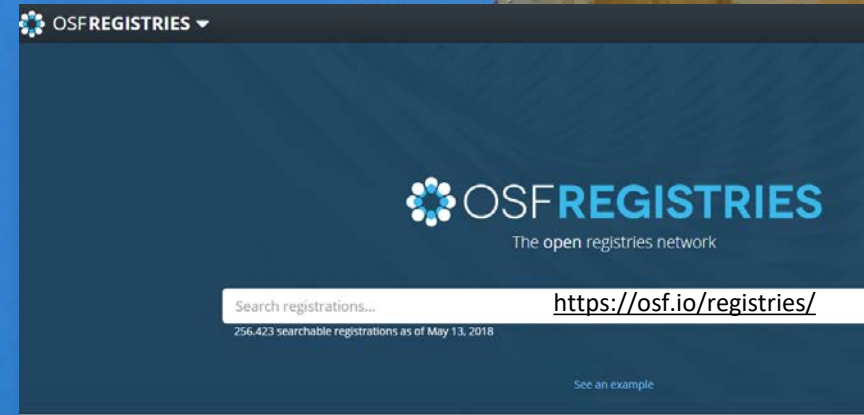 OSFREGISTRIES
OSFREGISTRIES
The open registries network
Search registrations... https://osf.io/registries/
256.423 searchable registrations as of May 13, 2018
See an example